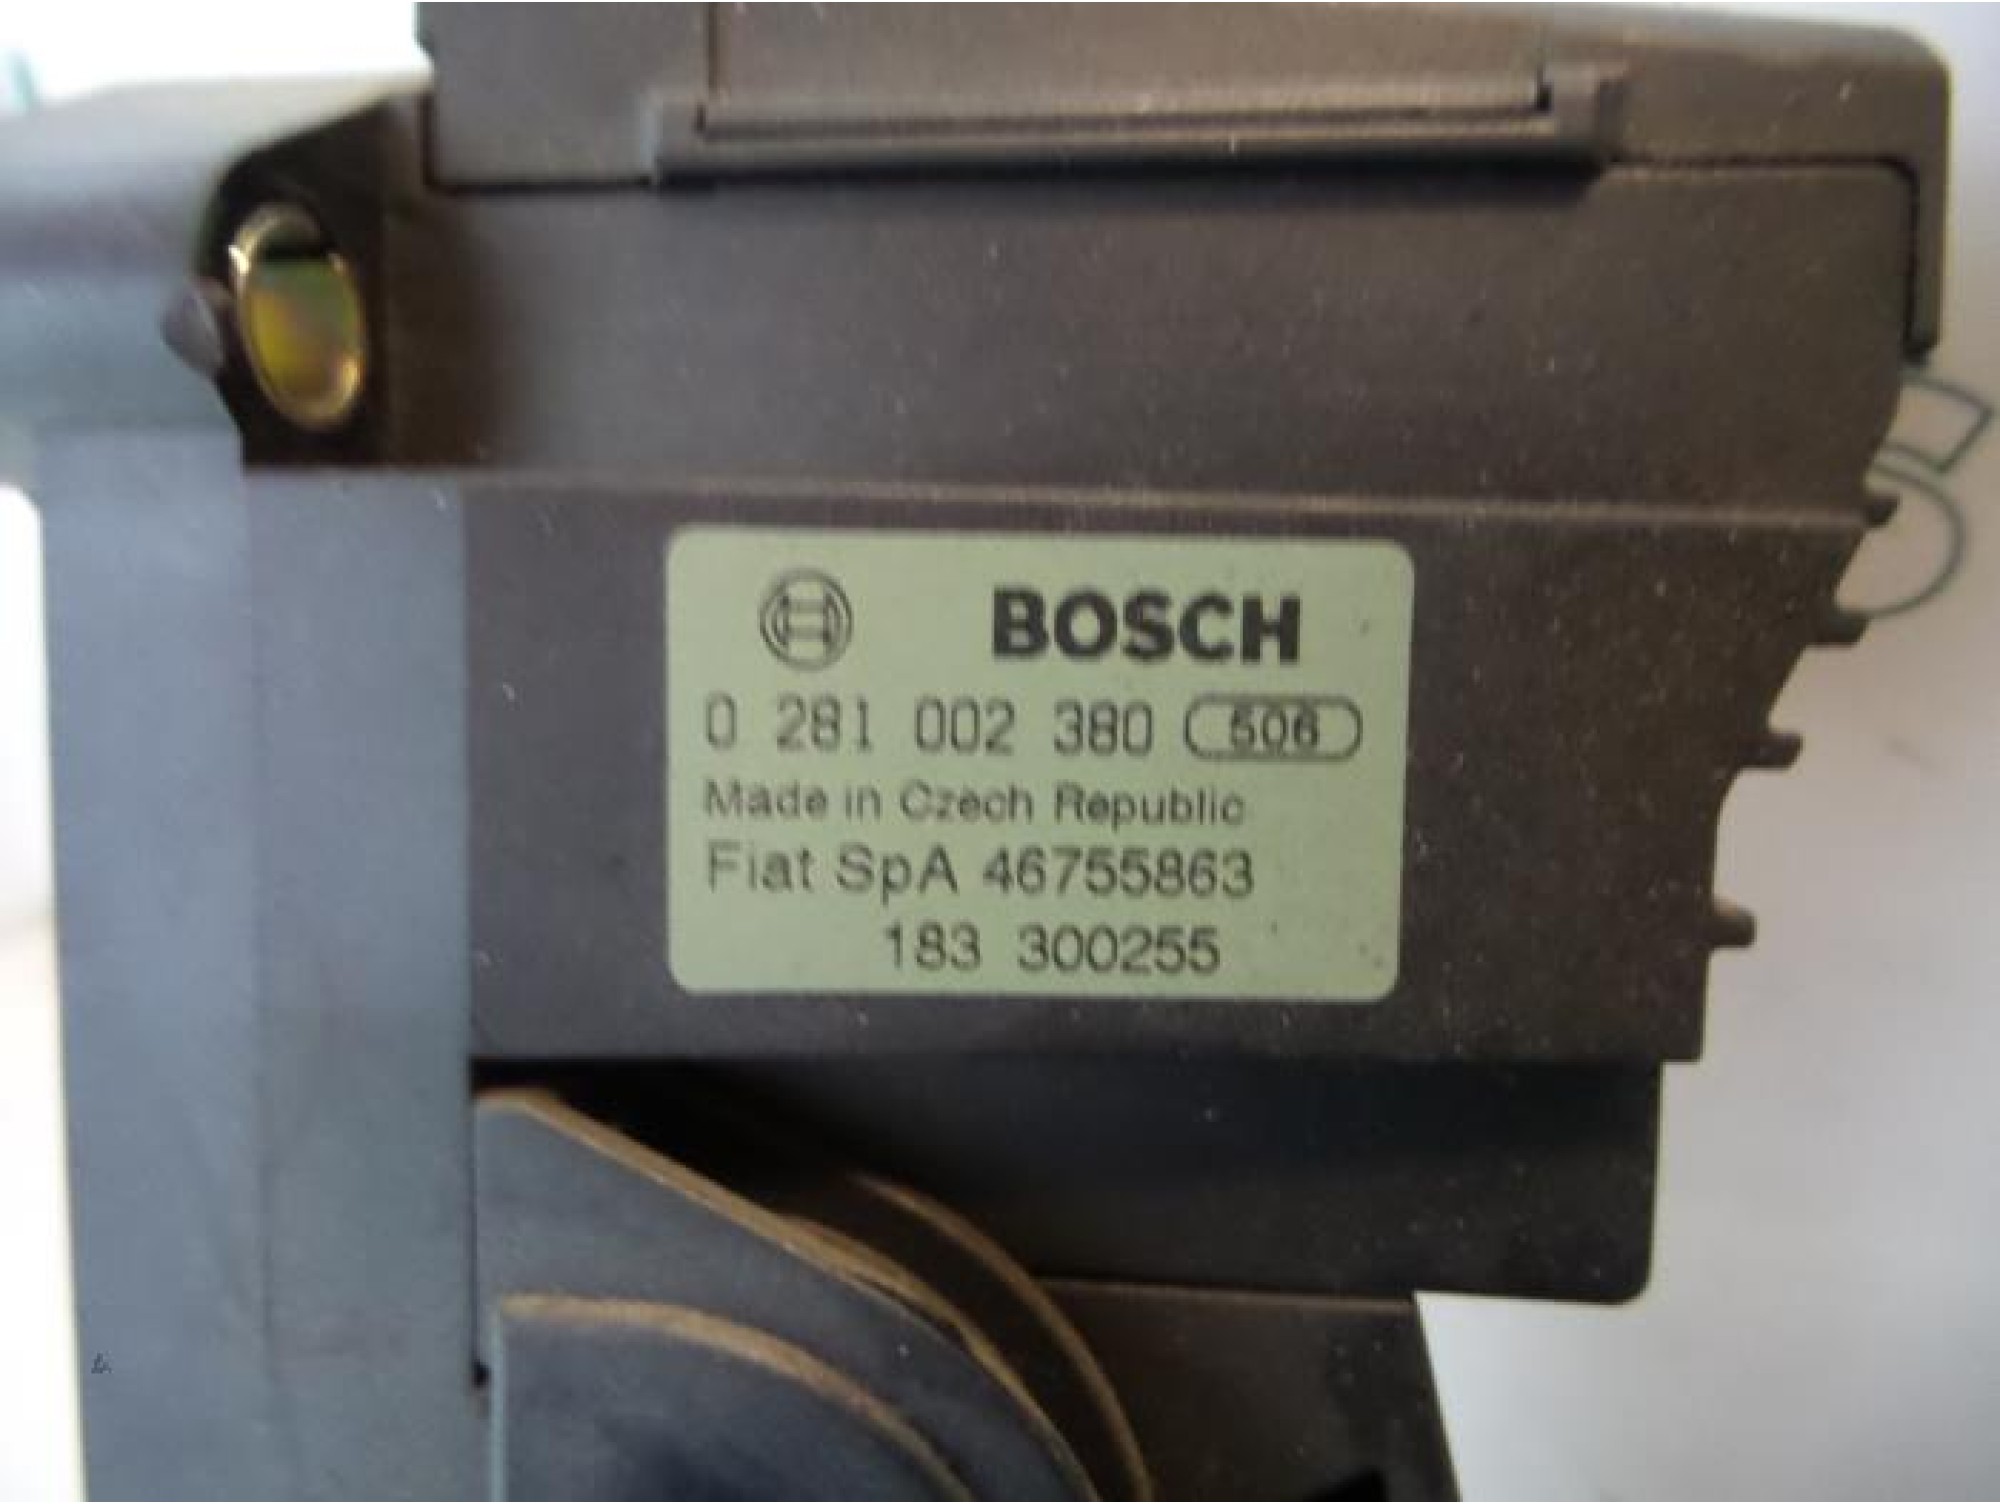 BOSCH
0 281 002 380 506
Made in Czech Republic
Fiat SpA 46755863
183 300255